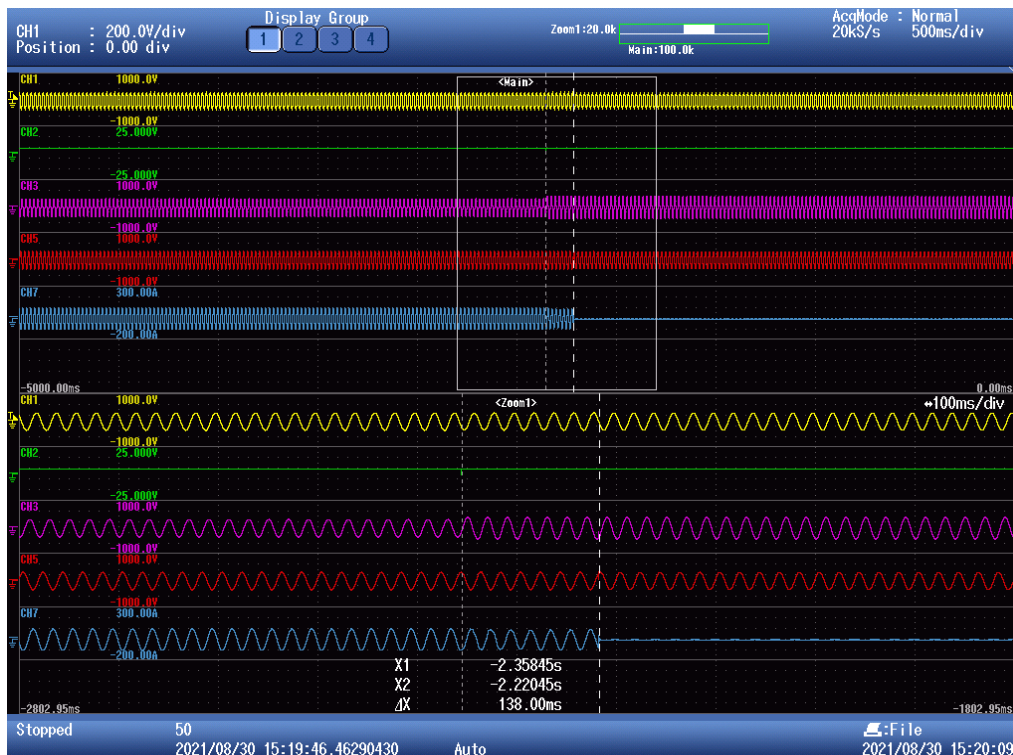 CH1 : 200.0V/div
Position : 0.00 div
Display Group
1 2 3 4
Zoom1:20.0k
Main:100.0k
AcqMode : Normal
20kS/s 500ms/div
<Main>
CH1 1000.0V
-1000.0V
CH2 25.000V
-25.000V
CH3 1000.0V
-1000.0V
CH5 1000.0V
-1000.0V
CH7 300.00A
-200.00A
-5000.00ms 0.00ms
<Zoom1>
↔100ms/div
CH1 1000.0V
-1000.0V
CH2 25.000V
-25.000V
CH3 1000.0V
-1000.0V
CH5 1000.0V
-1000.0V
CH7 300.00A
-200.00A
X1 -2.35845s
X2 -2.22045s
⊿X 138.00ms
-2802.95ms -1802.95ms
Stopped 50 :File
2021/08/30 15:19:46.46290430 Auto 2021/08/30 15:20:09